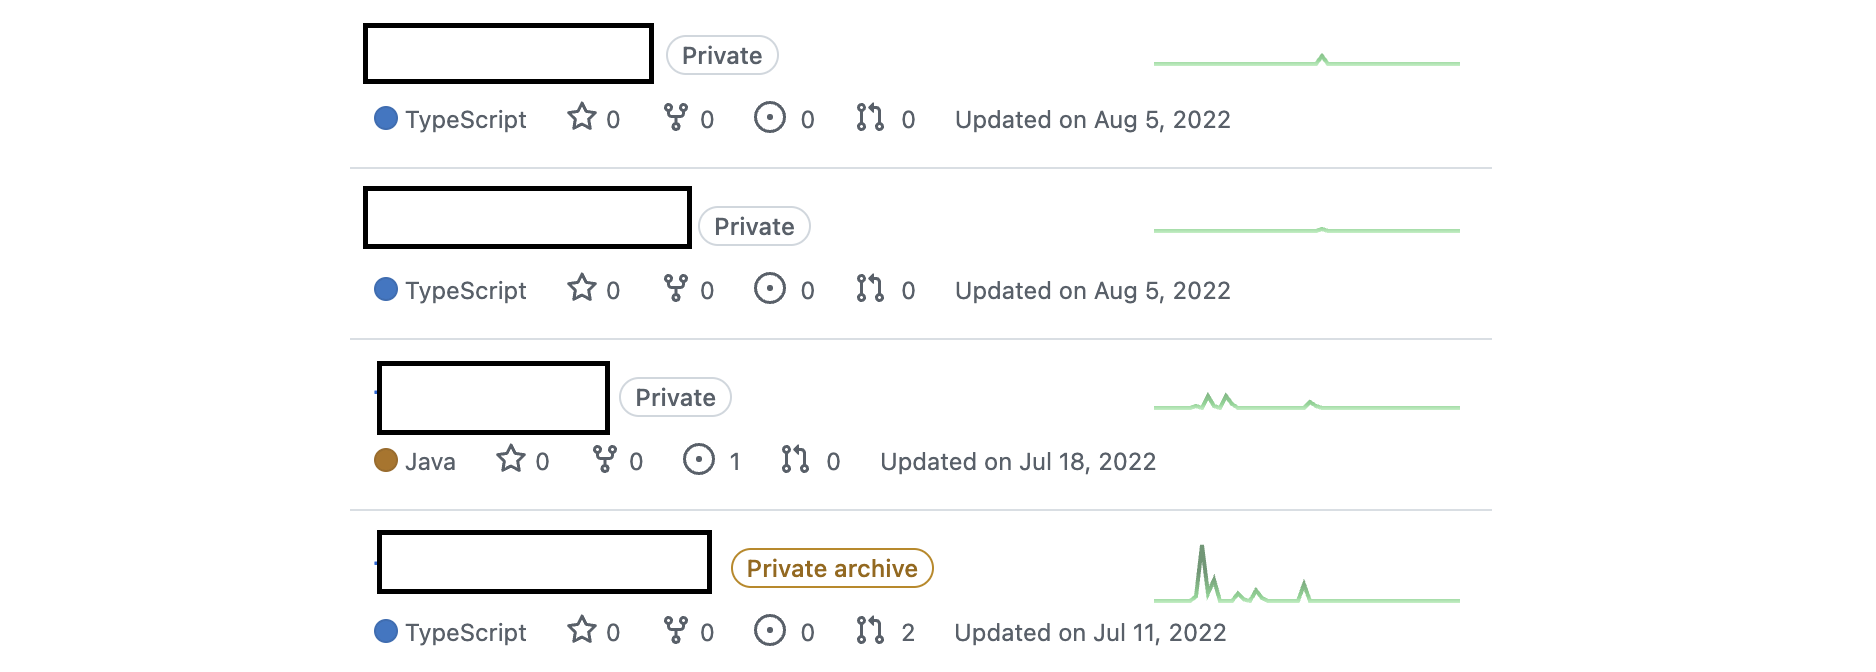 Private
TypeScript 0 0 0 0 Updated on Aug 5, 2022
Private
TypeScript 0 0 0 0 Updated on Aug 5, 2022
Private
Java 0 0 1 0 Updated on Jul 18, 2022
Private archive
TypeScript 0 0 0 2 Updated on Jul 11, 2022